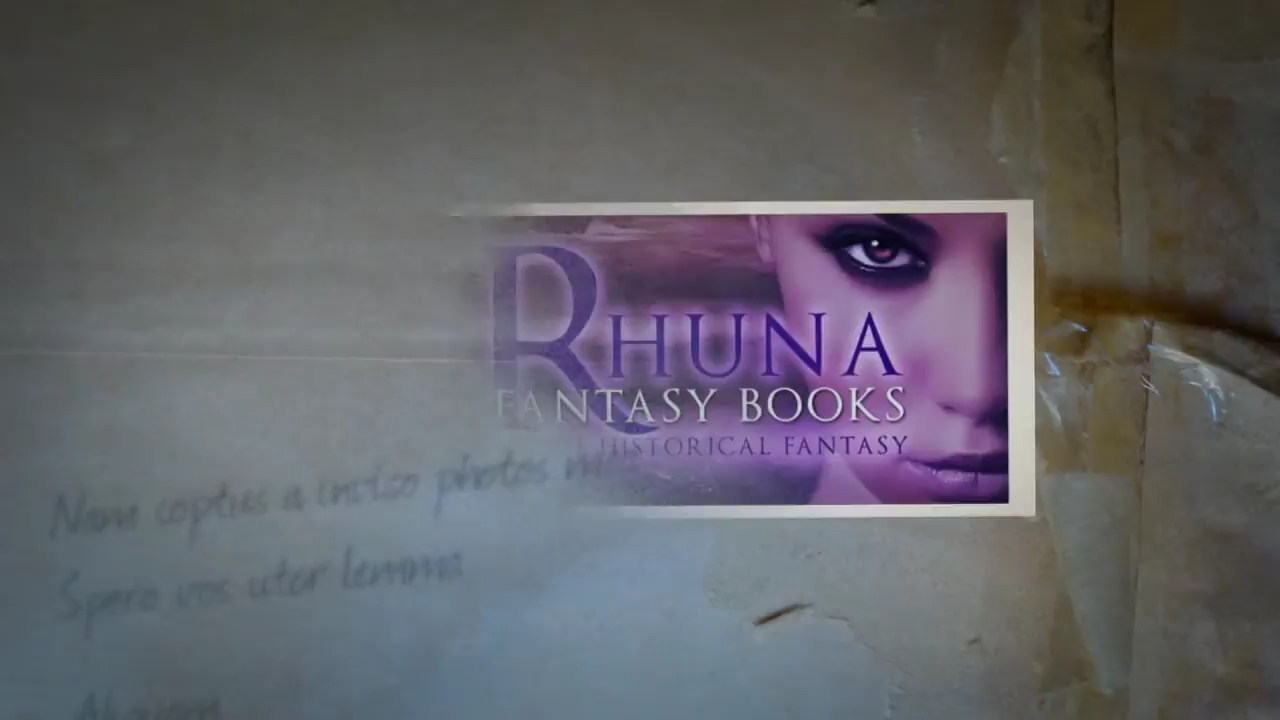 RHUNA
FANTASY BOOKS
HISTORICAL FANTASY
Nam coptus a inciso photos
Spero vos utor lemma